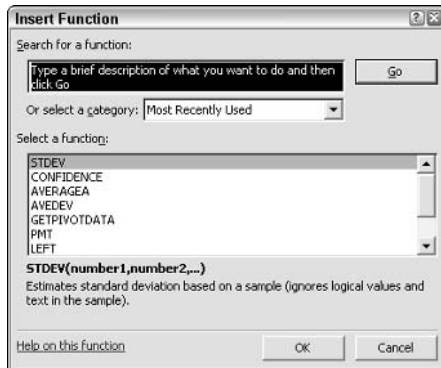 Insert Function
Search for a function:
Type a brief description of what you want to do and then
click Go
Go
Or select a category: Most Recently Used
Select a function:
STDEV
CONFIDENCE
AVERAGEA
AVEDEV
GETPIVOTDATA
PMT
LEFT
STDEV(number1,number2,...)
Estimates standard deviation based on a sample (ignores logical values and
text in the sample).
Help on this function
OK
Cancel